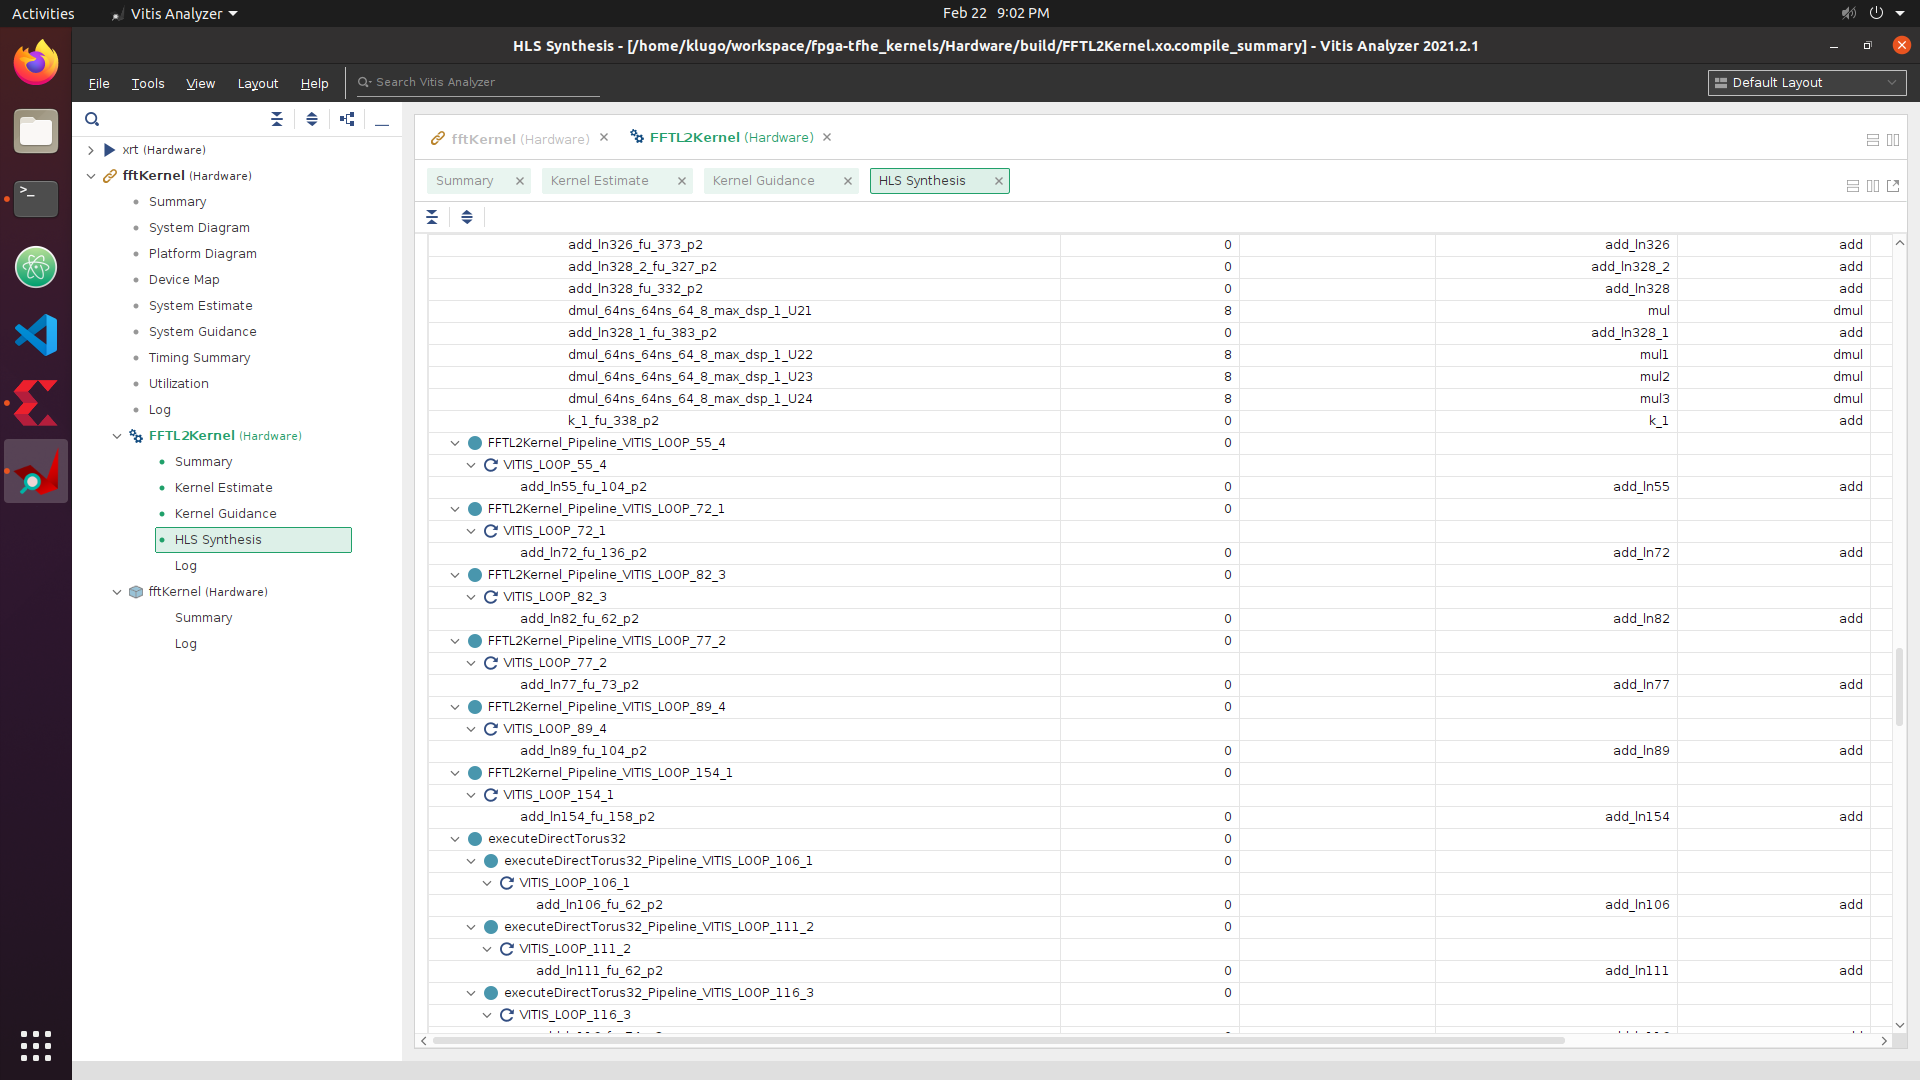 Activities Vitis Analyzer Feb 22 9:02 PM
HLS Synthesis - [/home/klugo/workspace/fpga-tfhe_kernels/Hardware/build/FFTL2Kernel.xo.compile_summary] - Vitis Analyzer 2021.2.1
File Tools View Layout Help Search Vitis Analyzer Default Layout
xrt (Hardware)
fftKernel (Hardware)
Summary
System Diagram
Platform Diagram
Device Map
System Estimate
System Guidance
Timing Summary
Utilization
Log
FFTL2Kernel (Hardware)
Summary
Kernel Estimate
Kernel Guidance
HLS Synthesis
Log
fftKernel (Hardware)
Summary
Log
fftKernel (Hardware) FFTL2Kernel (Hardware)
Summary Kernel Estimate Kernel Guidance HLS Synthesis
add_ln326_fu_373_p2 0 add_ln326 add
add_ln328_2_fu_327_p2 0 add_ln328_2 add
add_ln328_fu_332_p2 0 add_ln328 add
dmul_64ns_64ns_64_8_max_dsp_1_U21 8 mul dmul
add_ln328_1_fu_383_p2 0 add_ln328_1 add
dmul_64ns_64ns_64_8_max_dsp_1_U22 8 mul1 dmul
dmul_64ns_64ns_64_8_max_dsp_1_U23 8 mul2 dmul
dmul_64ns_64ns_64_8_max_dsp_1_U24 8 mul3 dmul
k_1_fu_338_p2 0 k_1 add
FFTL2Kernel_Pipeline_VITIS_LOOP_55_4 0
VITIS_LOOP_55_4
add_ln55_fu_104_p2 0 add_ln55 add
FFTL2Kernel_Pipeline_VITIS_LOOP_72_1 0
VITIS_LOOP_72_1
add_ln72_fu_136_p2 0 add_ln72 add
FFTL2Kernel_Pipeline_VITIS_LOOP_82_3 0
VITIS_LOOP_82_3
add_ln82_fu_62_p2 0 add_ln82 add
FFTL2Kernel_Pipeline_VITIS_LOOP_77_2 0
VITIS_LOOP_77_2
add_ln77_fu_73_p2 0 add_ln77 add
FFTL2Kernel_Pipeline_VITIS_LOOP_89_4 0
VITIS_LOOP_89_4
add_ln89_fu_104_p2 0 add_ln89 add
FFTL2Kernel_Pipeline_VITIS_LOOP_154_1 0
VITIS_LOOP_154_1
add_ln154_fu_158_p2 0 add_ln154 add
executeDirectTorus32 0
executeDirectTorus32_Pipeline_VITIS_LOOP_106_1 0
VITIS_LOOP_106_1
add_ln106_fu_62_p2 0 add_ln106 add
executeDirectTorus32_Pipeline_VITIS_LOOP_111_2 0
VITIS_LOOP_111_2
add_ln111_fu_62_p2 0 add_ln111 add
executeDirectTorus32_Pipeline_VITIS_LOOP_116_3 0
VITIS_LOOP_116_3